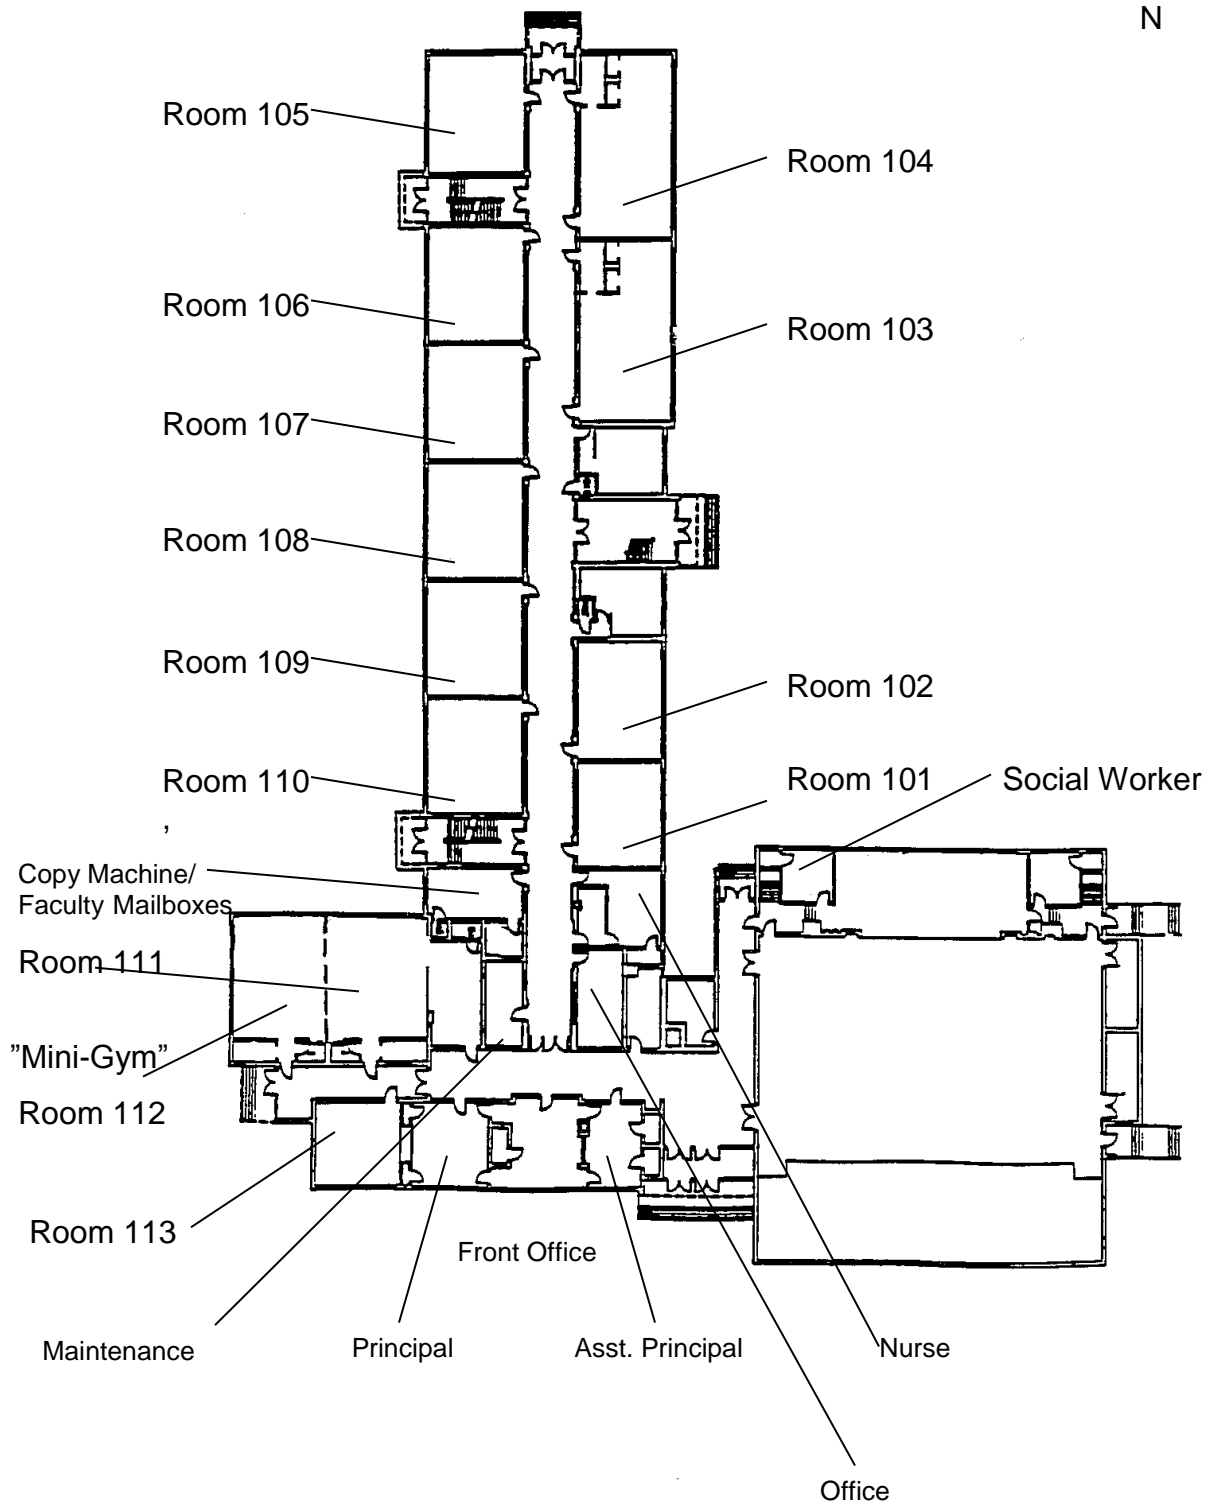 N
Room 105
Room 104
Room 106
Room 103
Room 107
Room 108
Room 109
Room 102
Room 110
Room 101
Social Worker
,
Copy Machine/
Faculty Mailboxes
Room 111
”Mini-Gym”
Room 112
Room 113
Front Office
Maintenance
Principal
Asst. Principal
Nurse
Office